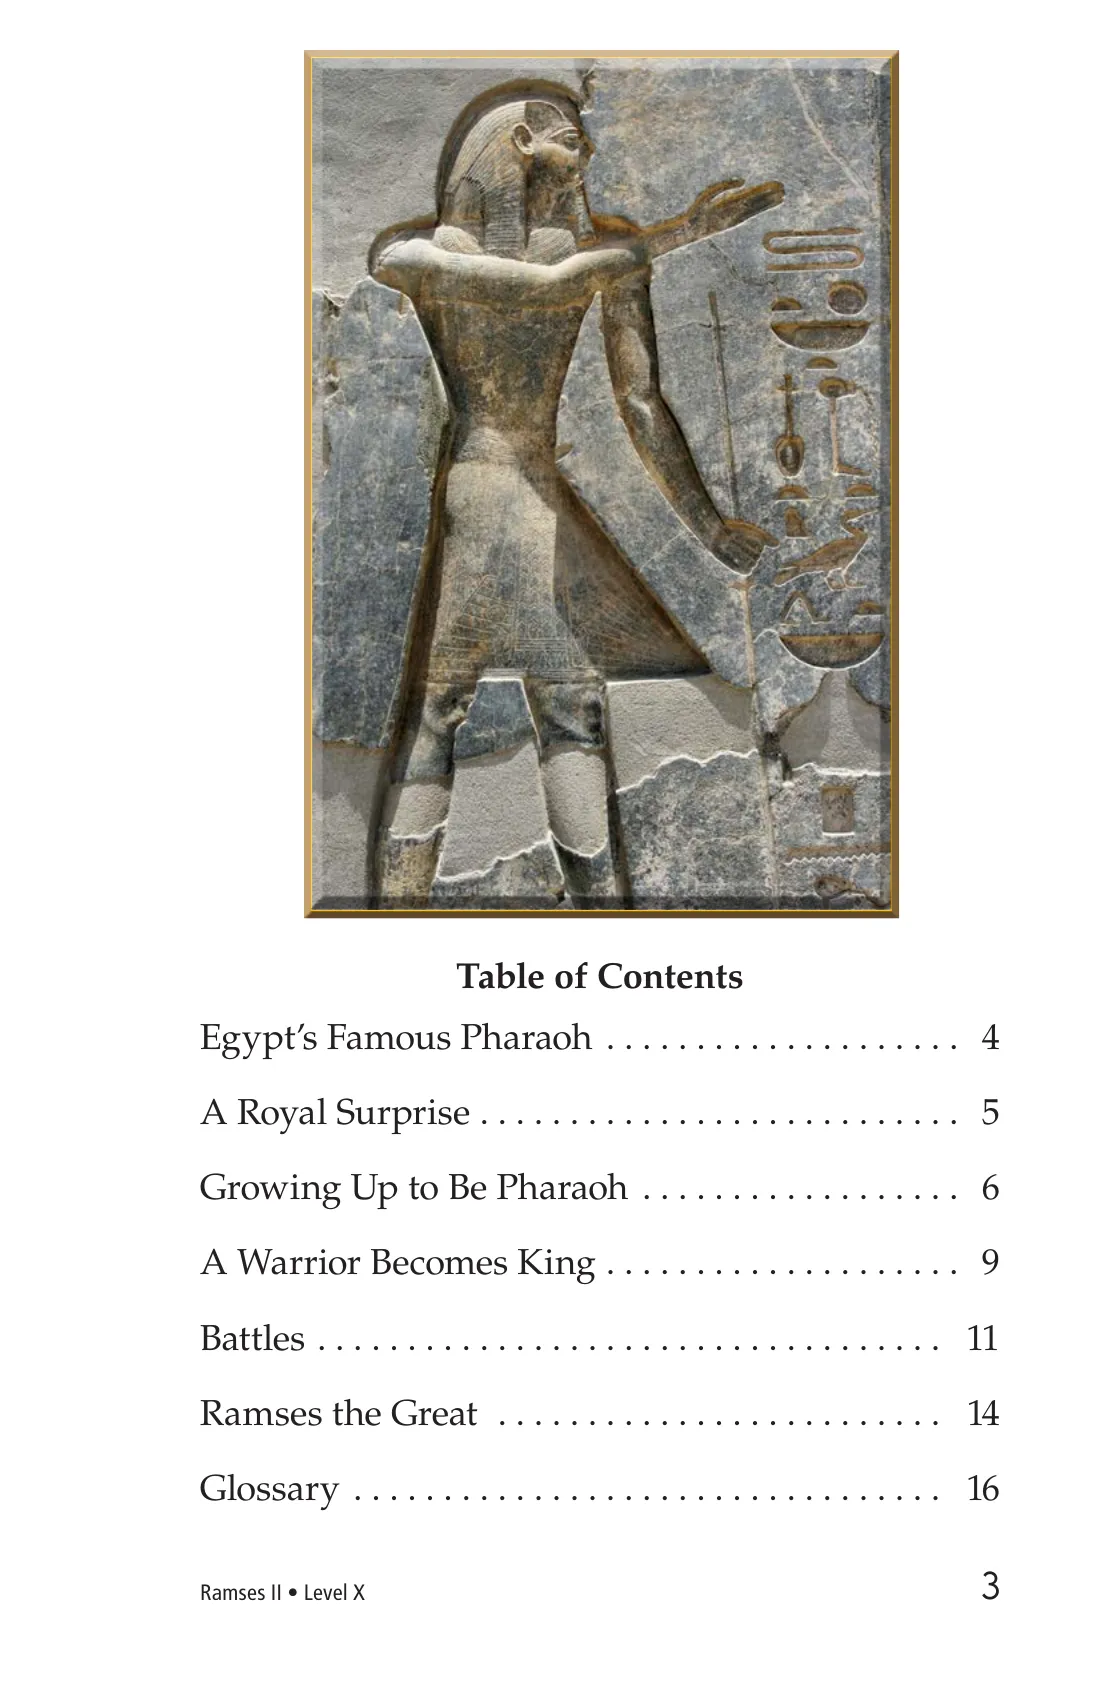 Table of Contents
Egypt’s Famous Pharaoh . . . . . . . . . . . . . . . . . . . . 4
A Royal Surprise . . . . . . . . . . . . . . . . . . . . . . . . . . . 5
Growing Up to Be Pharaoh . . . . . . . . . . . . . . . . . . 6
A Warrior Becomes King . . . . . . . . . . . . . . . . . . . . 9
Battles . . . . . . . . . . . . . . . . . . . . . . . . . . . . . . . . . . . 11
Ramses the Great . . . . . . . . . . . . . . . . . . . . . . . . . 14
Glossary . . . . . . . . . . . . . . . . . . . . . . . . . . . . . . . . . 16
Ramses II • Level X 3